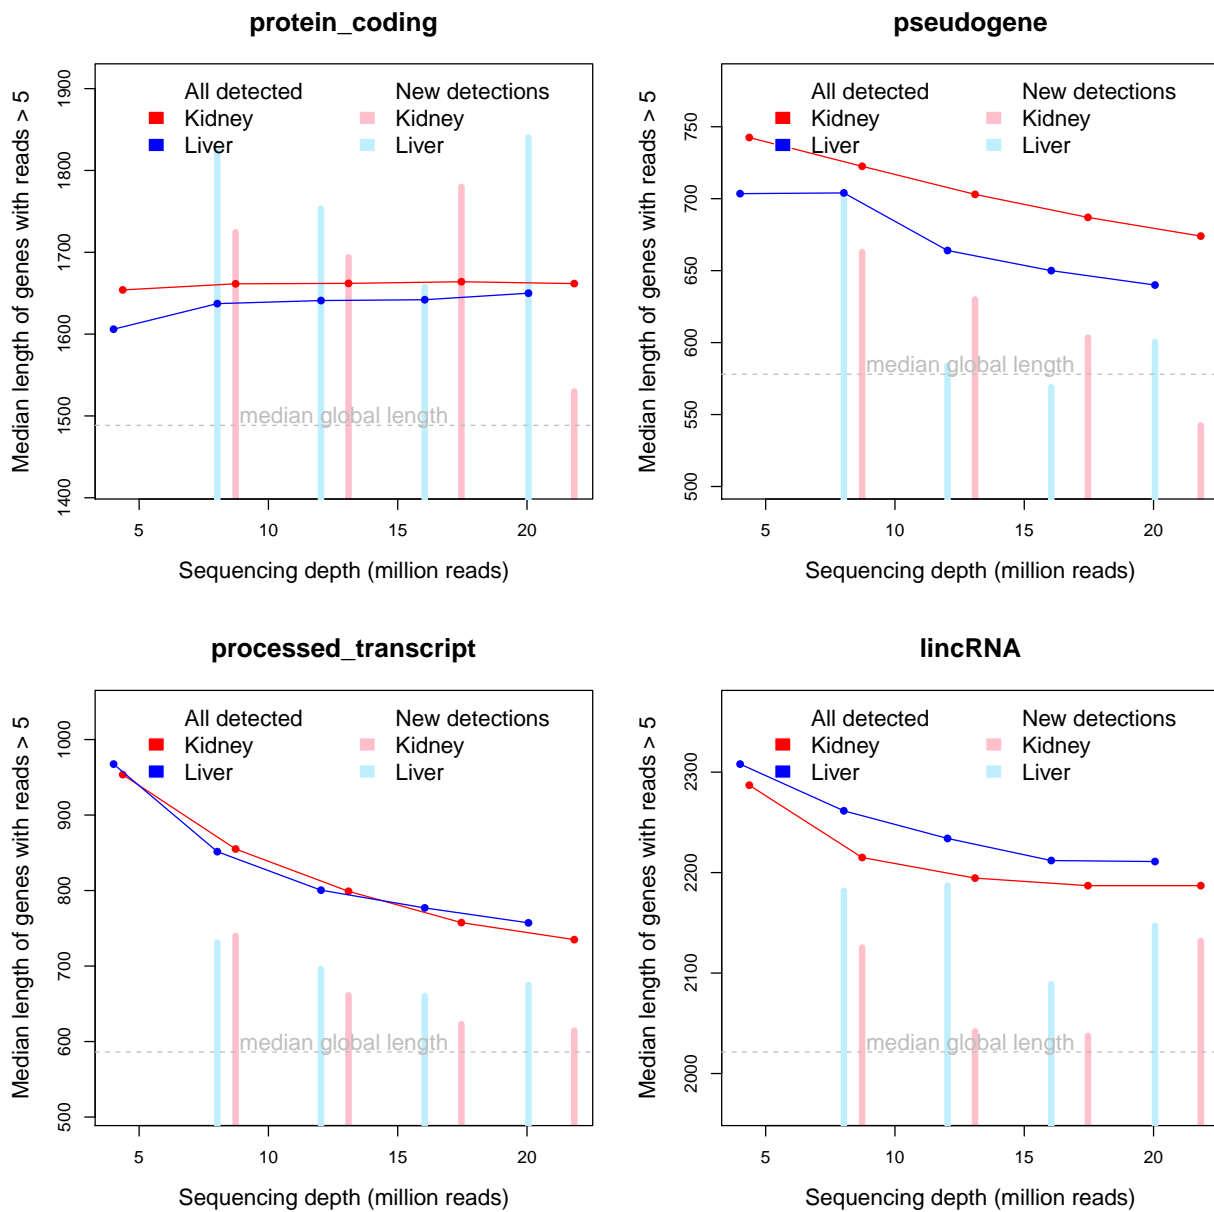 protein_coding
All detected New detections
Kidney Kidney
Liver Liver
Median length of genes with reads > 5
1900
1800
1700
1600
1500
1400
median global length
5 10 15 20
Sequencing depth (million reads)
pseudogene
All detected New detections
Kidney Kidney
Liver Liver
Median length of genes with reads > 5
750
700
650
600
550
500
median global length
5 10 15 20
Sequencing depth (million reads)
processed_transcript
All detected New detections
Kidney Kidney
Liver Liver
Median length of genes with reads > 5
1000
900
800
700
600
500
median global length
5 10 15 20
Sequencing depth (million reads)
lincRNA
All detected New detections
Kidney Kidney
Liver Liver
Median length of genes with reads > 5
2300
2200
2100
2000
median global length
5 10 15 20
Sequencing depth (million reads)